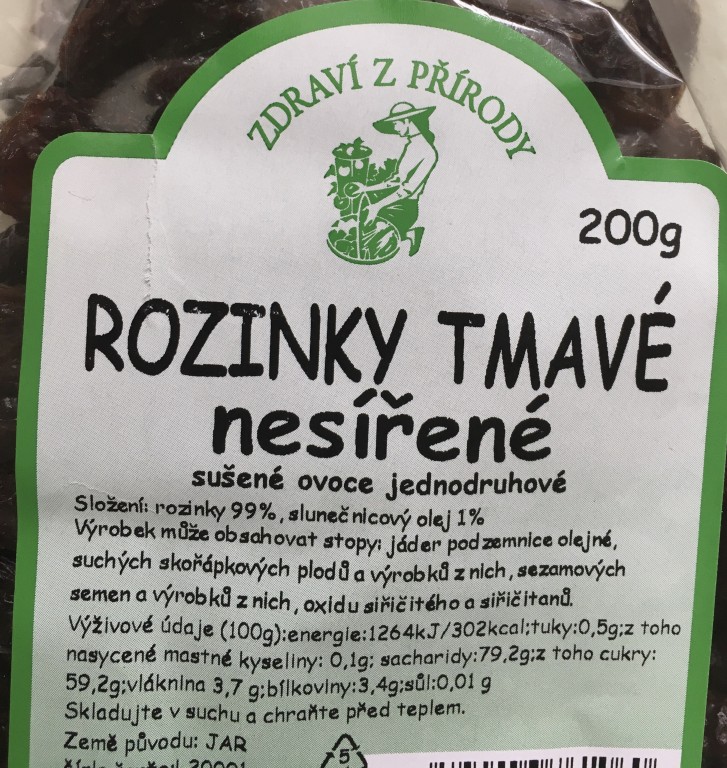 ZDRAVÍ Z PŘÍRODY
200g
ROZINKY TMAVÉ
nesířené
sušené ovoce jednodruhové
Složení: rozinky 99%, slunečnicový olej 1%
Výrobek může obsahovat stopy: jáder podzemnice olejné,
suchých skořápkových plodů a výrobků z nich, sezamových
semen a výrobků z nich, oxidu siřičitého a siřičitanů.
Výživové údaje (100g):energie:1264kJ/302kcal;tuky:0,5g;z toho
nasycené mastné kyseliny: 0,1g; sacharidy:79,2g;z toho cukry:
59,2g;vláknina 3,7 g;bílkoviny:3,4g;sůl:0,01 g
Skladujte v suchu a chraňte před teplem.
Země původu: JAR
5